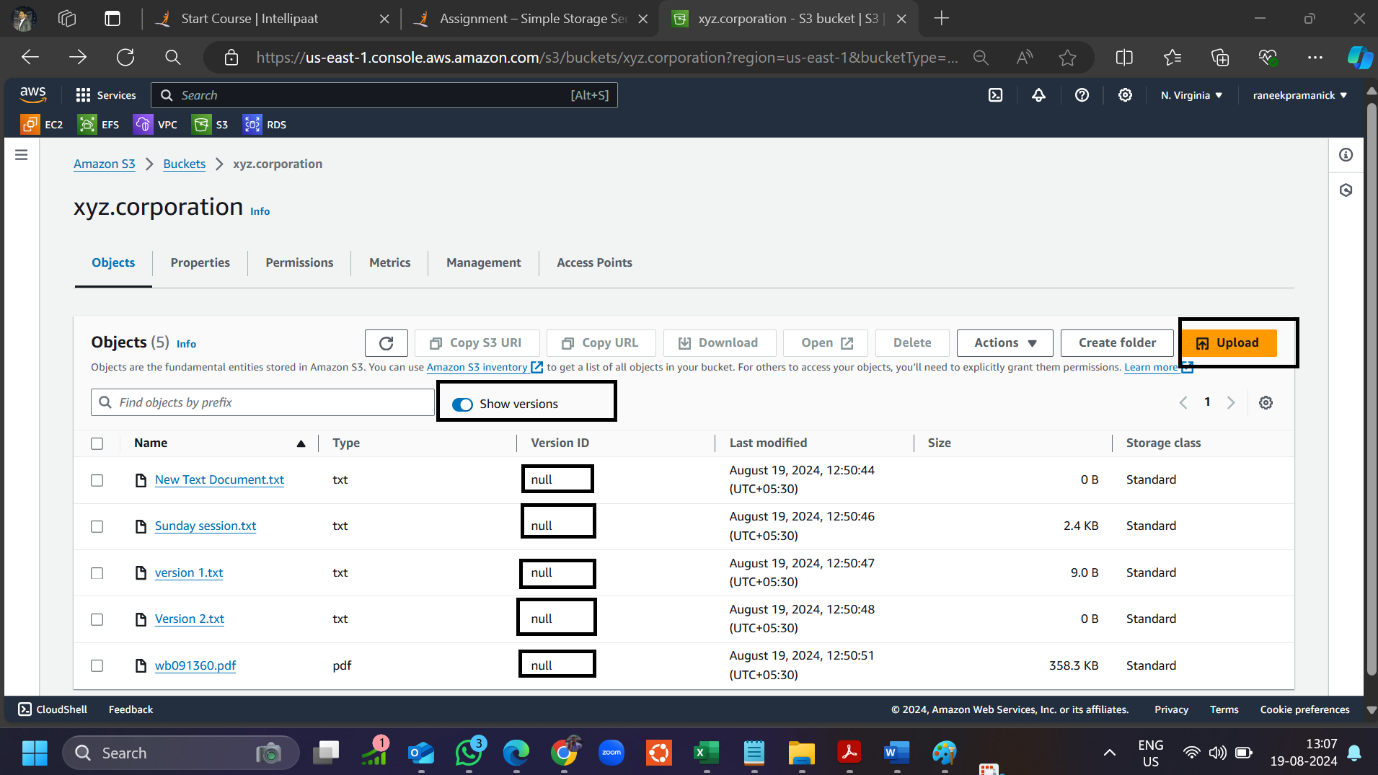 Start Course | Intellipaat
Assignment – Simple Storage Se
xyz.corporation - S3 bucket | S3 |
https://us-east-1.console.aws.amazon.com/s3/buckets/xyz.corporation?region=us-east-1&bucketType=...
aws
Services
Search
[Alt+S]
N. Virginia
raneekpramanick
EC2
EFS
VPC
S3
RDS
Amazon S3
Buckets
xyz.corporation
xyz.corporation Info
Objects
Properties
Permissions
Metrics
Management
Access Points
Objects (5) Info
Copy S3 URI
Copy URL
Download
Open
Delete
Actions
Create folder
Upload
Objects are the fundamental entities stored in Amazon S3. You can use Amazon S3 inventory to get a list of all objects in your bucket. For others to access your objects, you'll need to explicitly grant them permissions. Learn more
Find objects by prefix
Show versions
1
Name
Type
Version ID
Last modified
Size
Storage class
New Text Document.txt
txt
null
August 19, 2024, 12:50:44
(UTC+05:30)
0 B
Standard
Sunday session.txt
txt
null
August 19, 2024, 12:50:46
(UTC+05:30)
2.4 KB
Standard
version 1.txt
txt
null
August 19, 2024, 12:50:47
(UTC+05:30)
9.0 B
Standard
Version 2.txt
txt
null
August 19, 2024, 12:50:48
(UTC+05:30)
0 B
Standard
wb091360.pdf
pdf
null
August 19, 2024, 12:50:51
(UTC+05:30)
358.3 KB
Standard
CloudShell
Feedback
© 2024, Amazon Web Services, Inc. or its affiliates.
Privacy
Terms
Cookie preferences
Search
1
3
zoom
ENG
US
13:07
19-08-2024